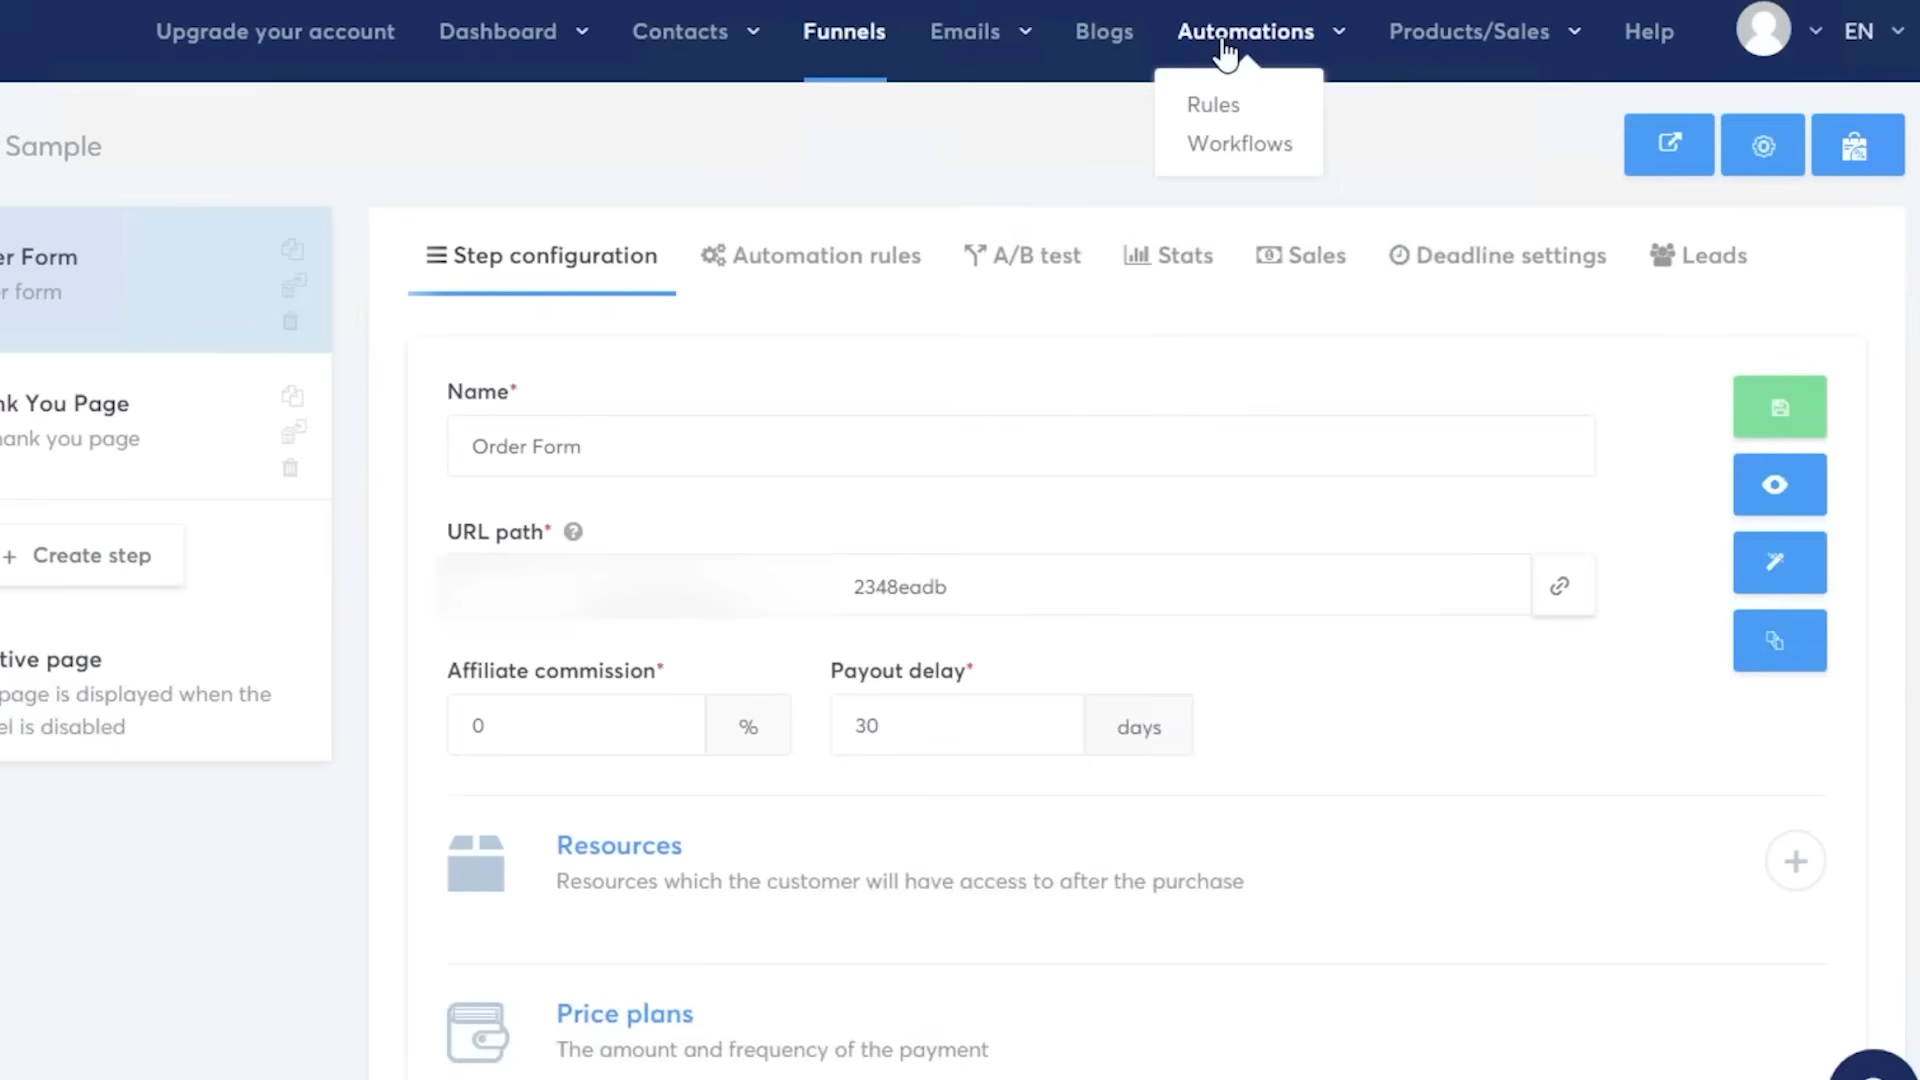 Upgrade your account Dashboard Contacts Funnels Emails Blogs Automations Products/Sales Help EN
Rules
Workflows
Sample
Step configuration Automation rules A/B test Stats Sales Deadline settings Leads
er Form
r form
nk You Page
hank you page
+ Create step
tive page
page is displayed when the
el is disabled
Name*
Order Form
URL path* ?
2348eadb
Affiliate commission* Payout delay*
0 % 30 days
Resources
Resources which the customer will have access to after the purchase
Price plans
The amount and frequency of the payment